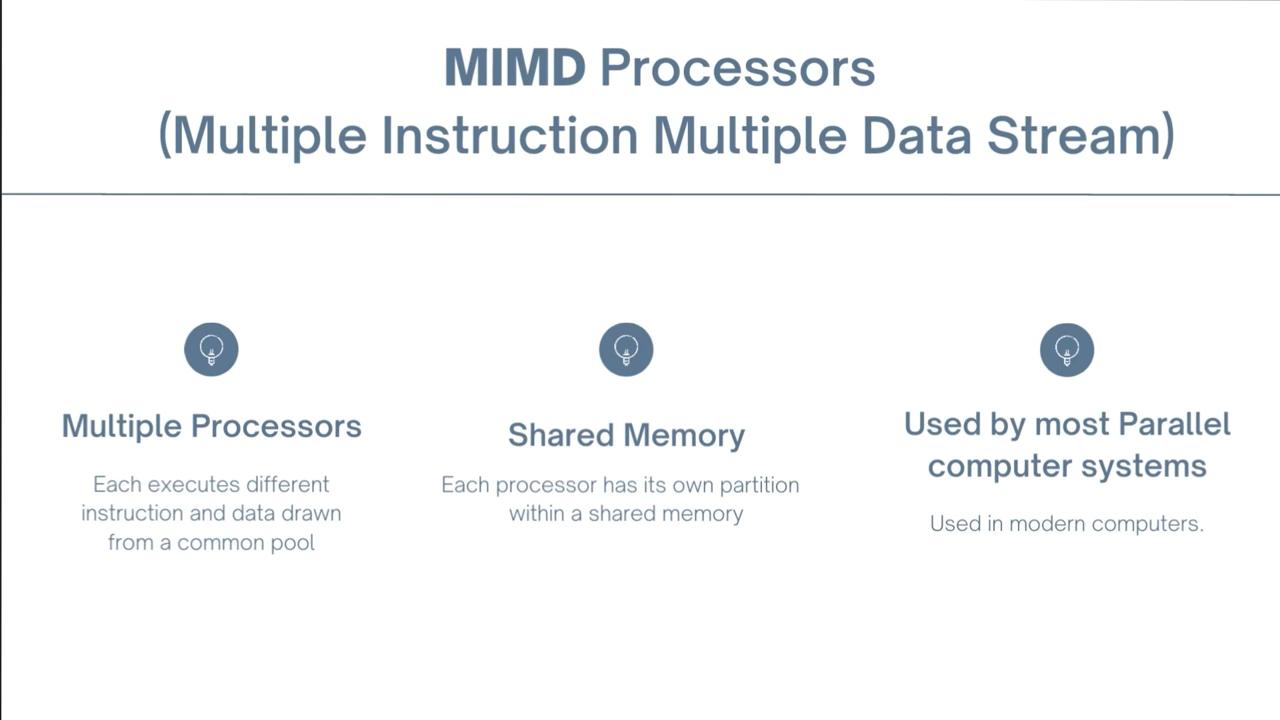 MIMD Processors
(Multiple Instruction Multiple Data Stream)
Multiple Processors
Each executes different
instruction and data drawn
from a common pool
Shared Memory
Each processor has its own partition
within a shared memory
Used by most Parallel
computer systems
Used in modern computers.